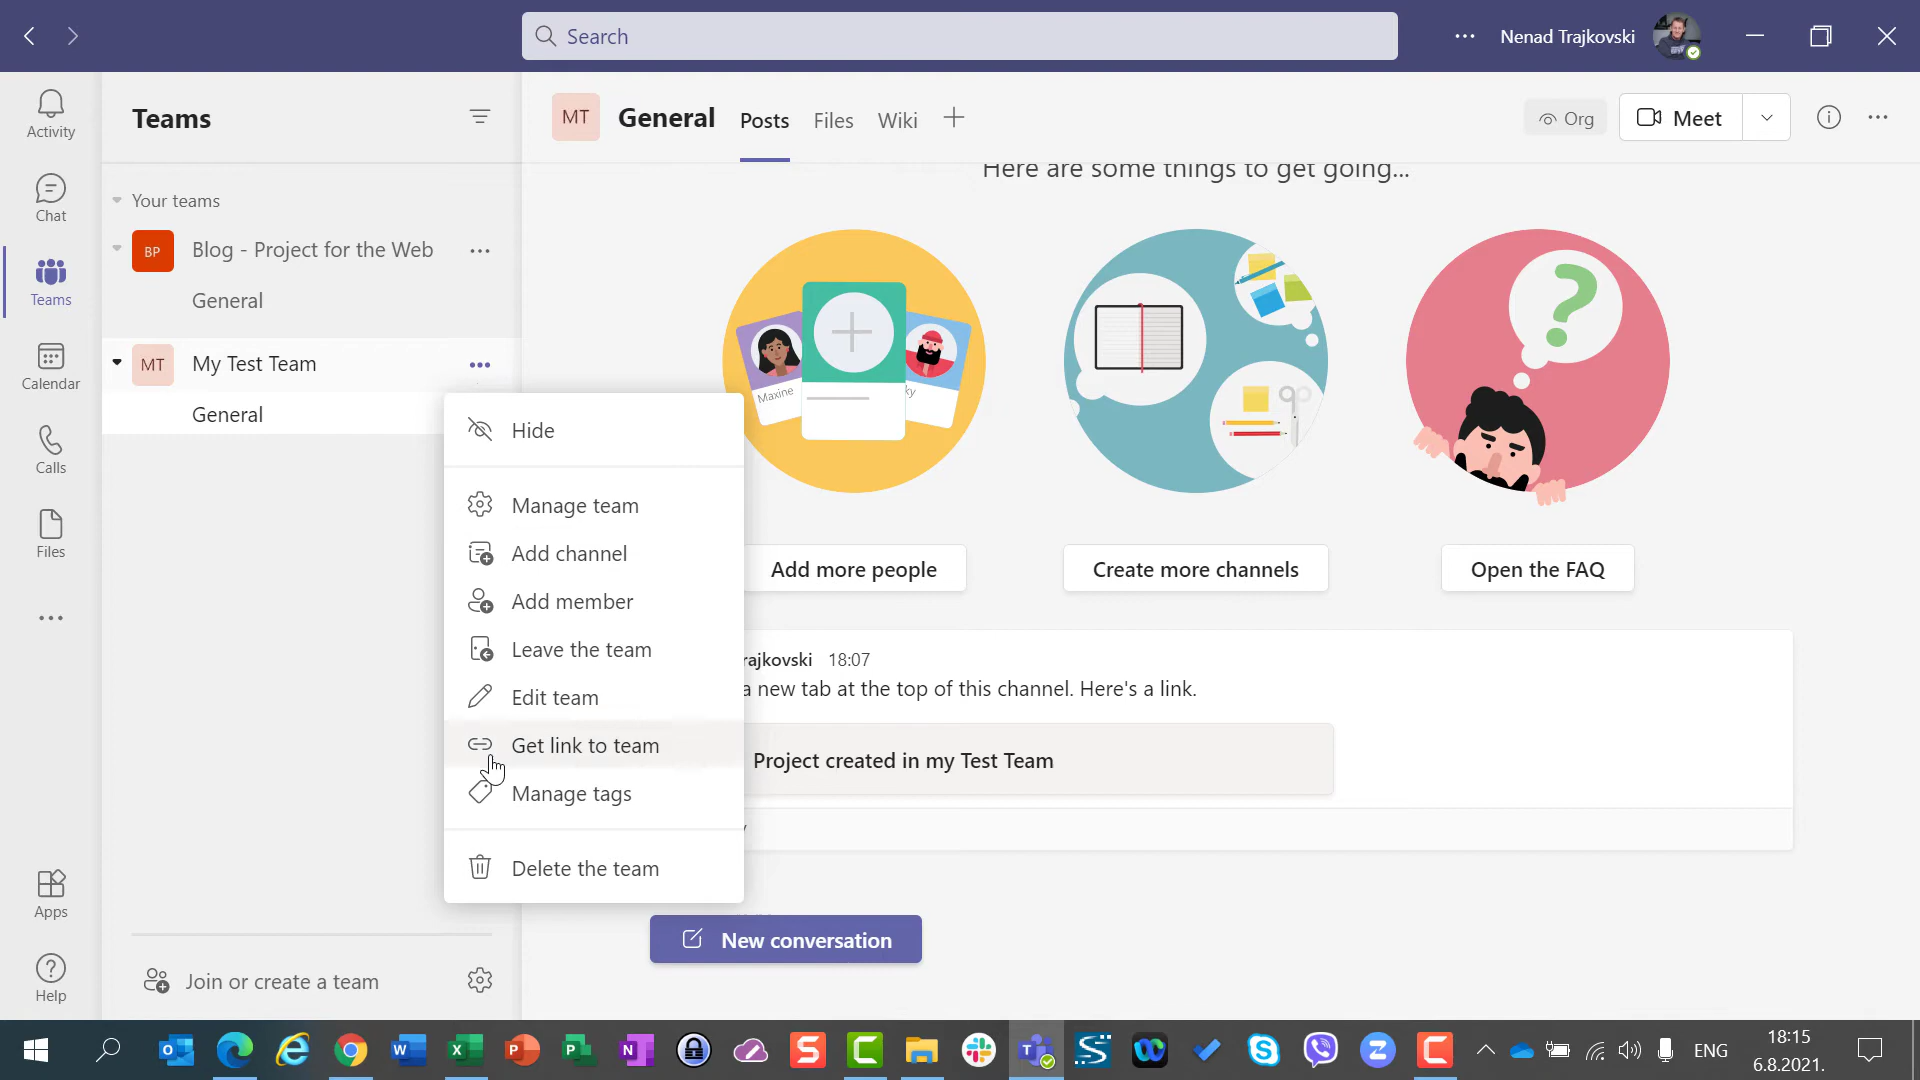 Search
Nenad Trajkovski
Activity
Chat
Teams
Calendar
Calls
Files
Apps
Help
Teams
Your teams
BP Blog - Project for the Web
General
MT My Test Team
General
Hide
Manage team
Add channel
Add member
Leave the team
Edit team
Get link to team
Manage tags
Delete the team
Join or create a team
MT General Posts Files Wiki
Org
Meet
Here are some things to get going...
Maxine
ky
?
Add more people
Create more channels
Open the FAQ
rajkovski 18:07
a new tab at the top of this channel. Here's a link.
Project created in my Test Team
New conversation
ENG
18:15
6.8.2021.